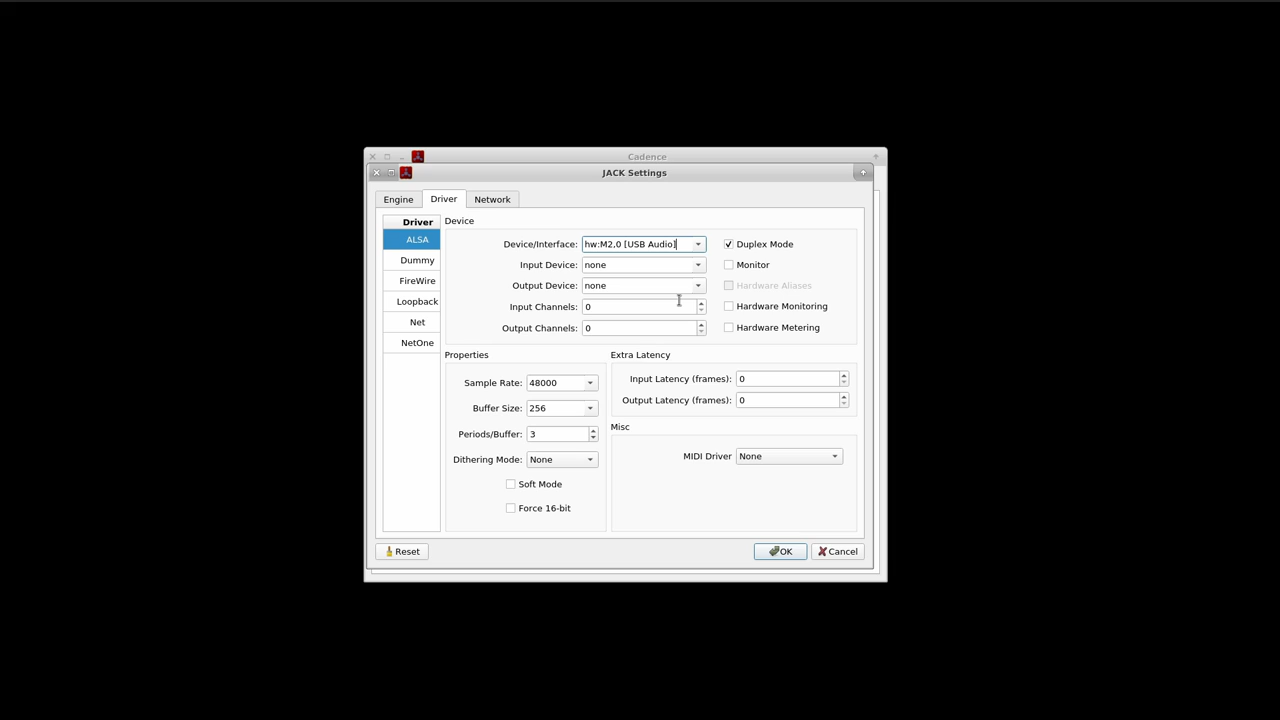 Cadence
JACK Settings
Engine
Driver
Network
Driver
ALSA
Dummy
FireWire
Loopback
Net
NetOne
Device
Device/Interface: hw:M2,0 [USB Audio]
Duplex Mode
Input Device: none
Monitor
Output Device: none
Hardware Aliases
Input Channels: 0
Hardware Monitoring
Output Channels: 0
Hardware Metering
Properties
Sample Rate: 48000
Buffer Size: 256
Periods/Buffer: 3
Dithering Mode: None
Soft Mode
Force 16-bit
Extra Latency
Input Latency (frames): 0
Output Latency (frames): 0
Misc
MIDI Driver None
Reset
OK
Cancel